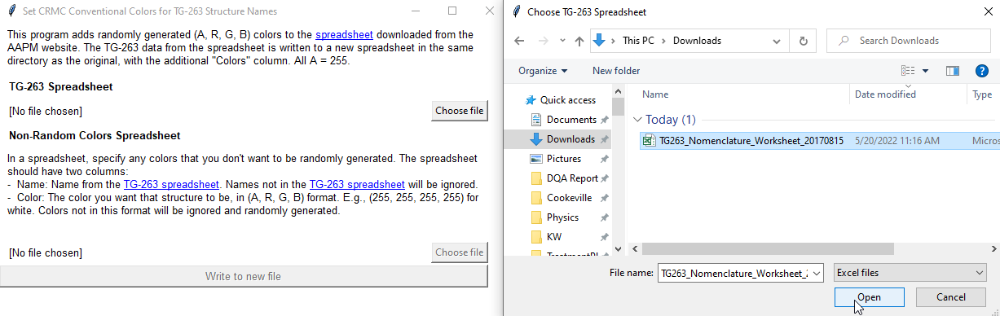 Set CRMC Conventional Colors for TG-263 Structure Names
This program adds randomly generated (A, R, G, B) colors to the spreadsheet downloaded from the
AAPM website. The TG-263 data from the spreadsheet is written to a new spreadsheet in the same
directory as the original, with the additional "Colors" column. All A = 255.
TG-263 Spreadsheet
[No file chosen]
Choose file
Non-Random Colors Spreadsheet
In a spreadsheet, specify any colors that you don't want to be randomly generated. The spreadsheet
should have two columns:
- Name: Name from the TG-263 spreadsheet. Names not in the TG-263 spreadsheet will be ignored.
- Color: The color you want that structure to be, in (A, R, G, B) format. E.g., (255, 255, 255, 255) for
white. Colors not in this format will be ignored and randomly generated.
[No file chosen]
Choose file
Write to new file
Choose TG-263 Spreadsheet
This PC > Downloads
Search Downloads
Organize
New folder
Quick access
Documents
Downloads
Pictures
DQA Report
Cookeville
Physics
KW
Name
Date modified
Type
Today (1)
TG263_Nomenclature_Worksheet_20170815
5/20/2022 11:16 AM
Micros
File name:
TG263_Nomenclature_Worksheet_2
Excel files
Open
Cancel